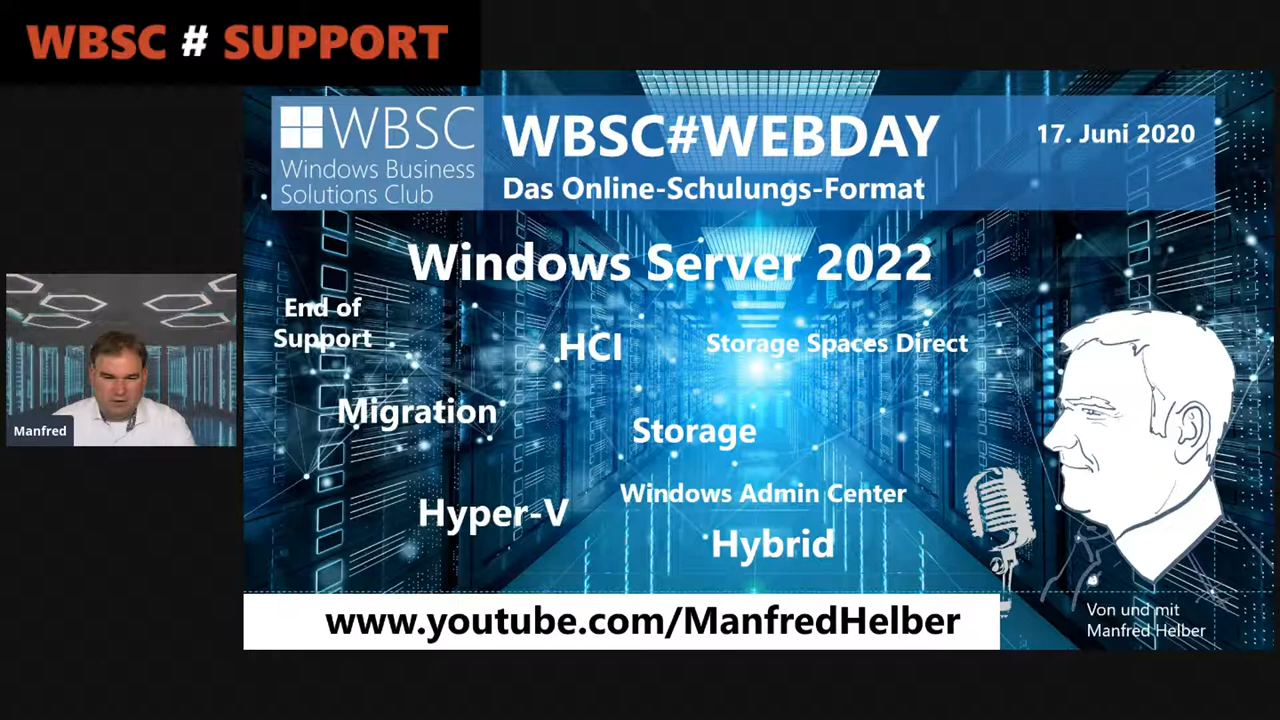 WBSC # SUPPORT
WBSC
Windows Business
Solutions Club
WBSC#WEBDAY
Das Online-Schulungs-Format
17. Juni 2020
Windows Server 2022
End of
Support
HCI
Storage Spaces Direct
Migration
Storage
Manfred
Windows Admin Center
Hyper-V
Hybrid
www.youtube.com/ManfredHelber
Von und mit
Manfred Helber